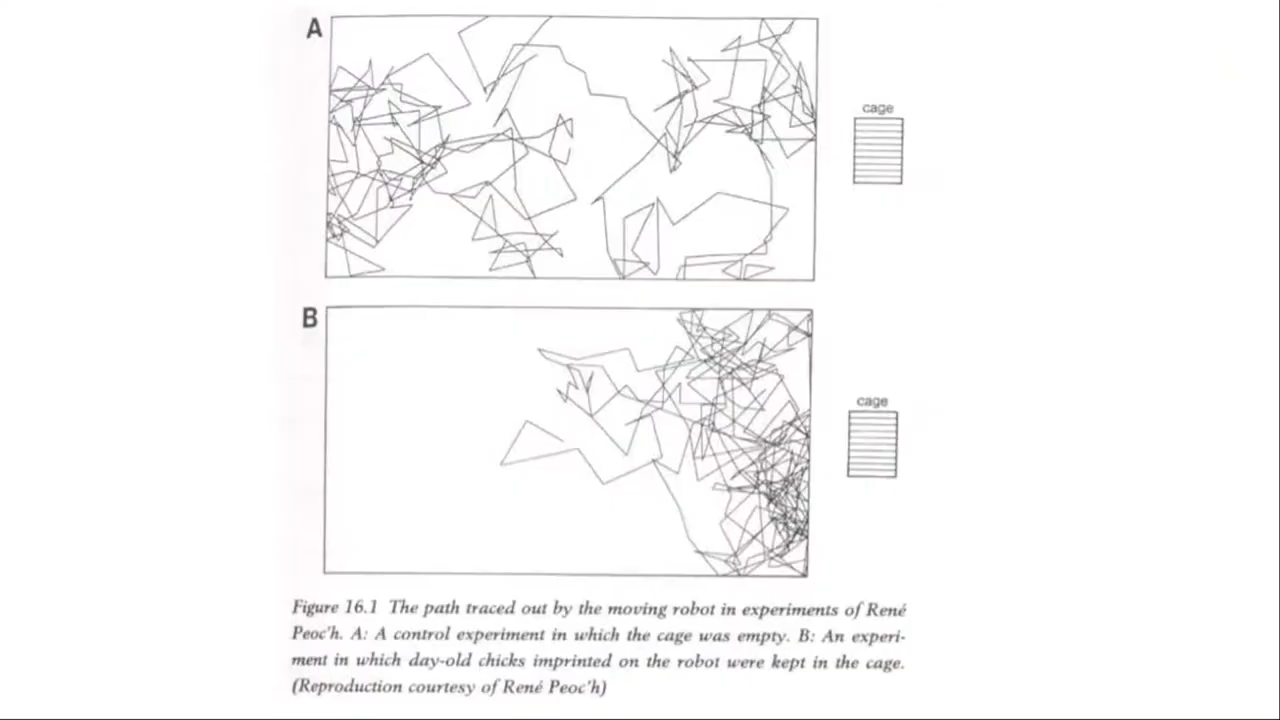 A
cage
B
cage
Figure 16.1 The path traced out by the moving robot in experiments of René
Peoc'h. A: A control experiment in which the cage was empty. B: An experi-
ment in which day-old chicks imprinted on the robot were kept in the cage.
(Reproduction courtesy of René Peoc'h)